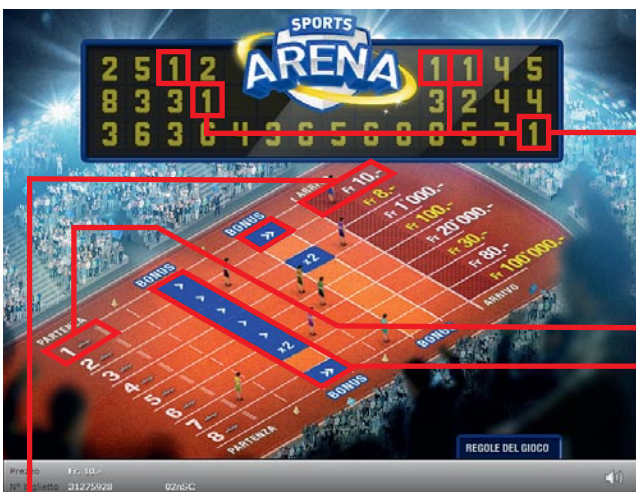 SPORTS
ARENA
2 5 1 2 1 1 4 5
8 3 3 1 3 2 4 4
3 6 3 6 4 3 6 5 6 8 8 5 7 1
ARRIVO
Fr 10.-
Fr 8.-
Fr 1'000.-
Fr 100.-
Fr 20'000.-
Fr 30.-
Fr 80.-
Fr 100'000.-
ARRIVO
BONUS
»
x2
BONUS
> > > > >
x2
»
BONUS
BONUS
PARTENZA
1
2
3
4
5
6
7
8
PARTENZA
REGOLE DEL GIOCO
Prezzo Fr. 10.-
N° biglietto 31275928 02nSC